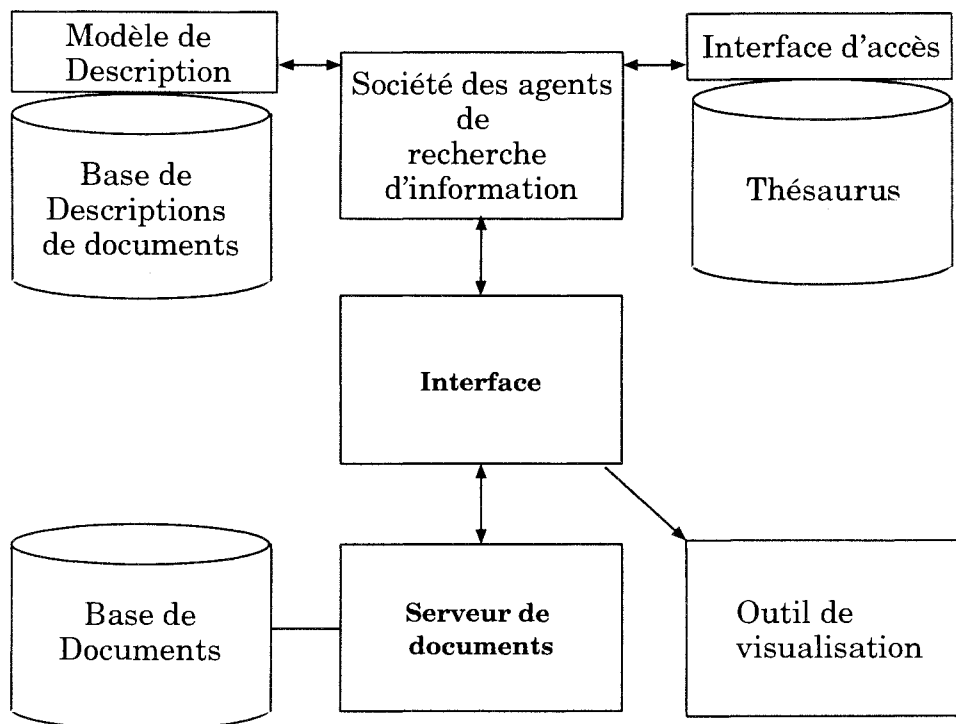 Modèle de
Description
Société des agents
de
recherche
d'information
Interface d'accès
Base de
Descriptions
de documents
Thésaurus
Interface
Base de
Documents
Serveur de
documents
Outil de
visualisation